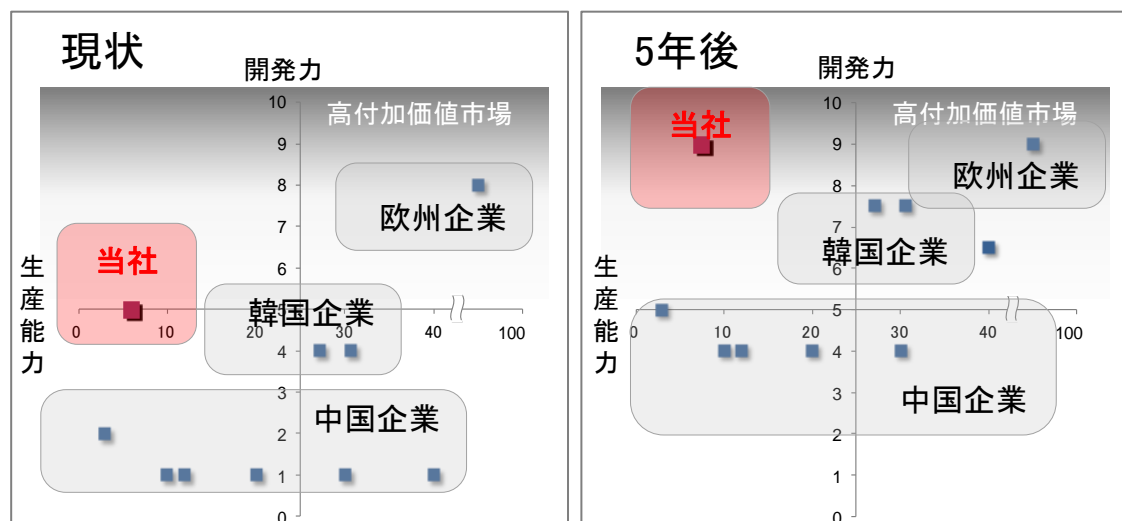 現状
開発力
高付加価値市場
10
9
8
7
6
5
4
3
2
1
0
欧州企業
当社
韓国企業
中国企業
生産能力
0
10
20
30
40
100
5年後
開発力
高付加価値市場
10
9
8
7
6
5
4
3
2
1
0
当社
欧州企業
韓国企業
中国企業
生産能力
0
10
20
30
40
100